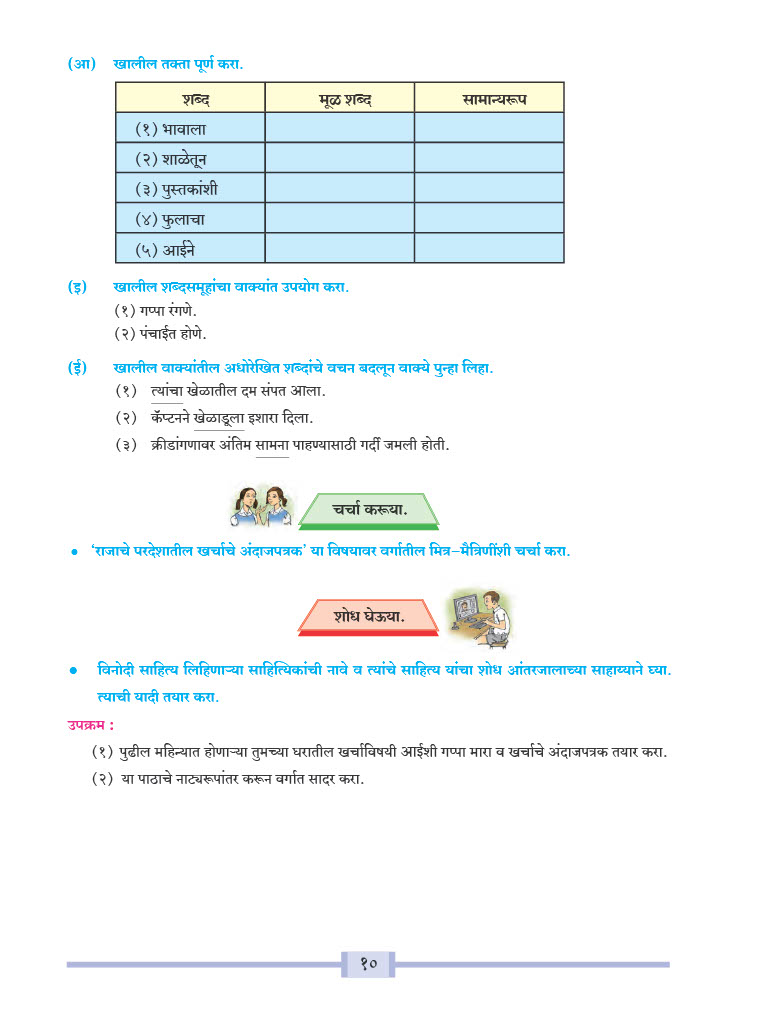 (आ) खालील तक्ता पूर्ण करा.
शब्द मूळ शब्द सामान्यरूप
(१) भावाला
(२) शाळेतून
(३) पुस्तकांशी
(४) फुलाचा
(५) आईने
(इ) खालील शब्दसमूहांचा वाक्यांत उपयोग करा.
(१) गप्पा रंगणे.
(२) पंचाईत होणे.
(ई) खालील वाक्यांतील अधोरेखित शब्दांचे वचन बदलून वाक्ये पुन्हा लिहा.
(१) त्यांचा खेळातील दम संपत आला.
(२) कॅप्टनने खेळाडूला इशारा दिला.
(३) क्रीडांगणावर अंतिम सामना पाहण्यासाठी गर्दी जमली होती.
चर्चा करूया.
• ‘राजाचे परदेशातील खर्चाचे अंदाजपत्रक’ या विषयावर वर्गातील मित्र-मैत्रिणींशी चर्चा करा.
शोध घेऊया.
• विनोदी साहित्य लिहिणाऱ्या साहित्यिकांची नावे व त्यांचे साहित्य यांचा शोध आंतरजालाच्या साहाय्याने घ्या.
त्याची यादी तयार करा.
उपक्रम :
(१) पुढील महिन्यात होणाऱ्या तुमच्या घरातील खर्चाविषयी आईशी गप्पा मारा व खर्चाचे अंदाजपत्रक तयार करा.
(२) या पाठाचे नाट्यरूपांतर करून वर्गात सादर करा.
१०